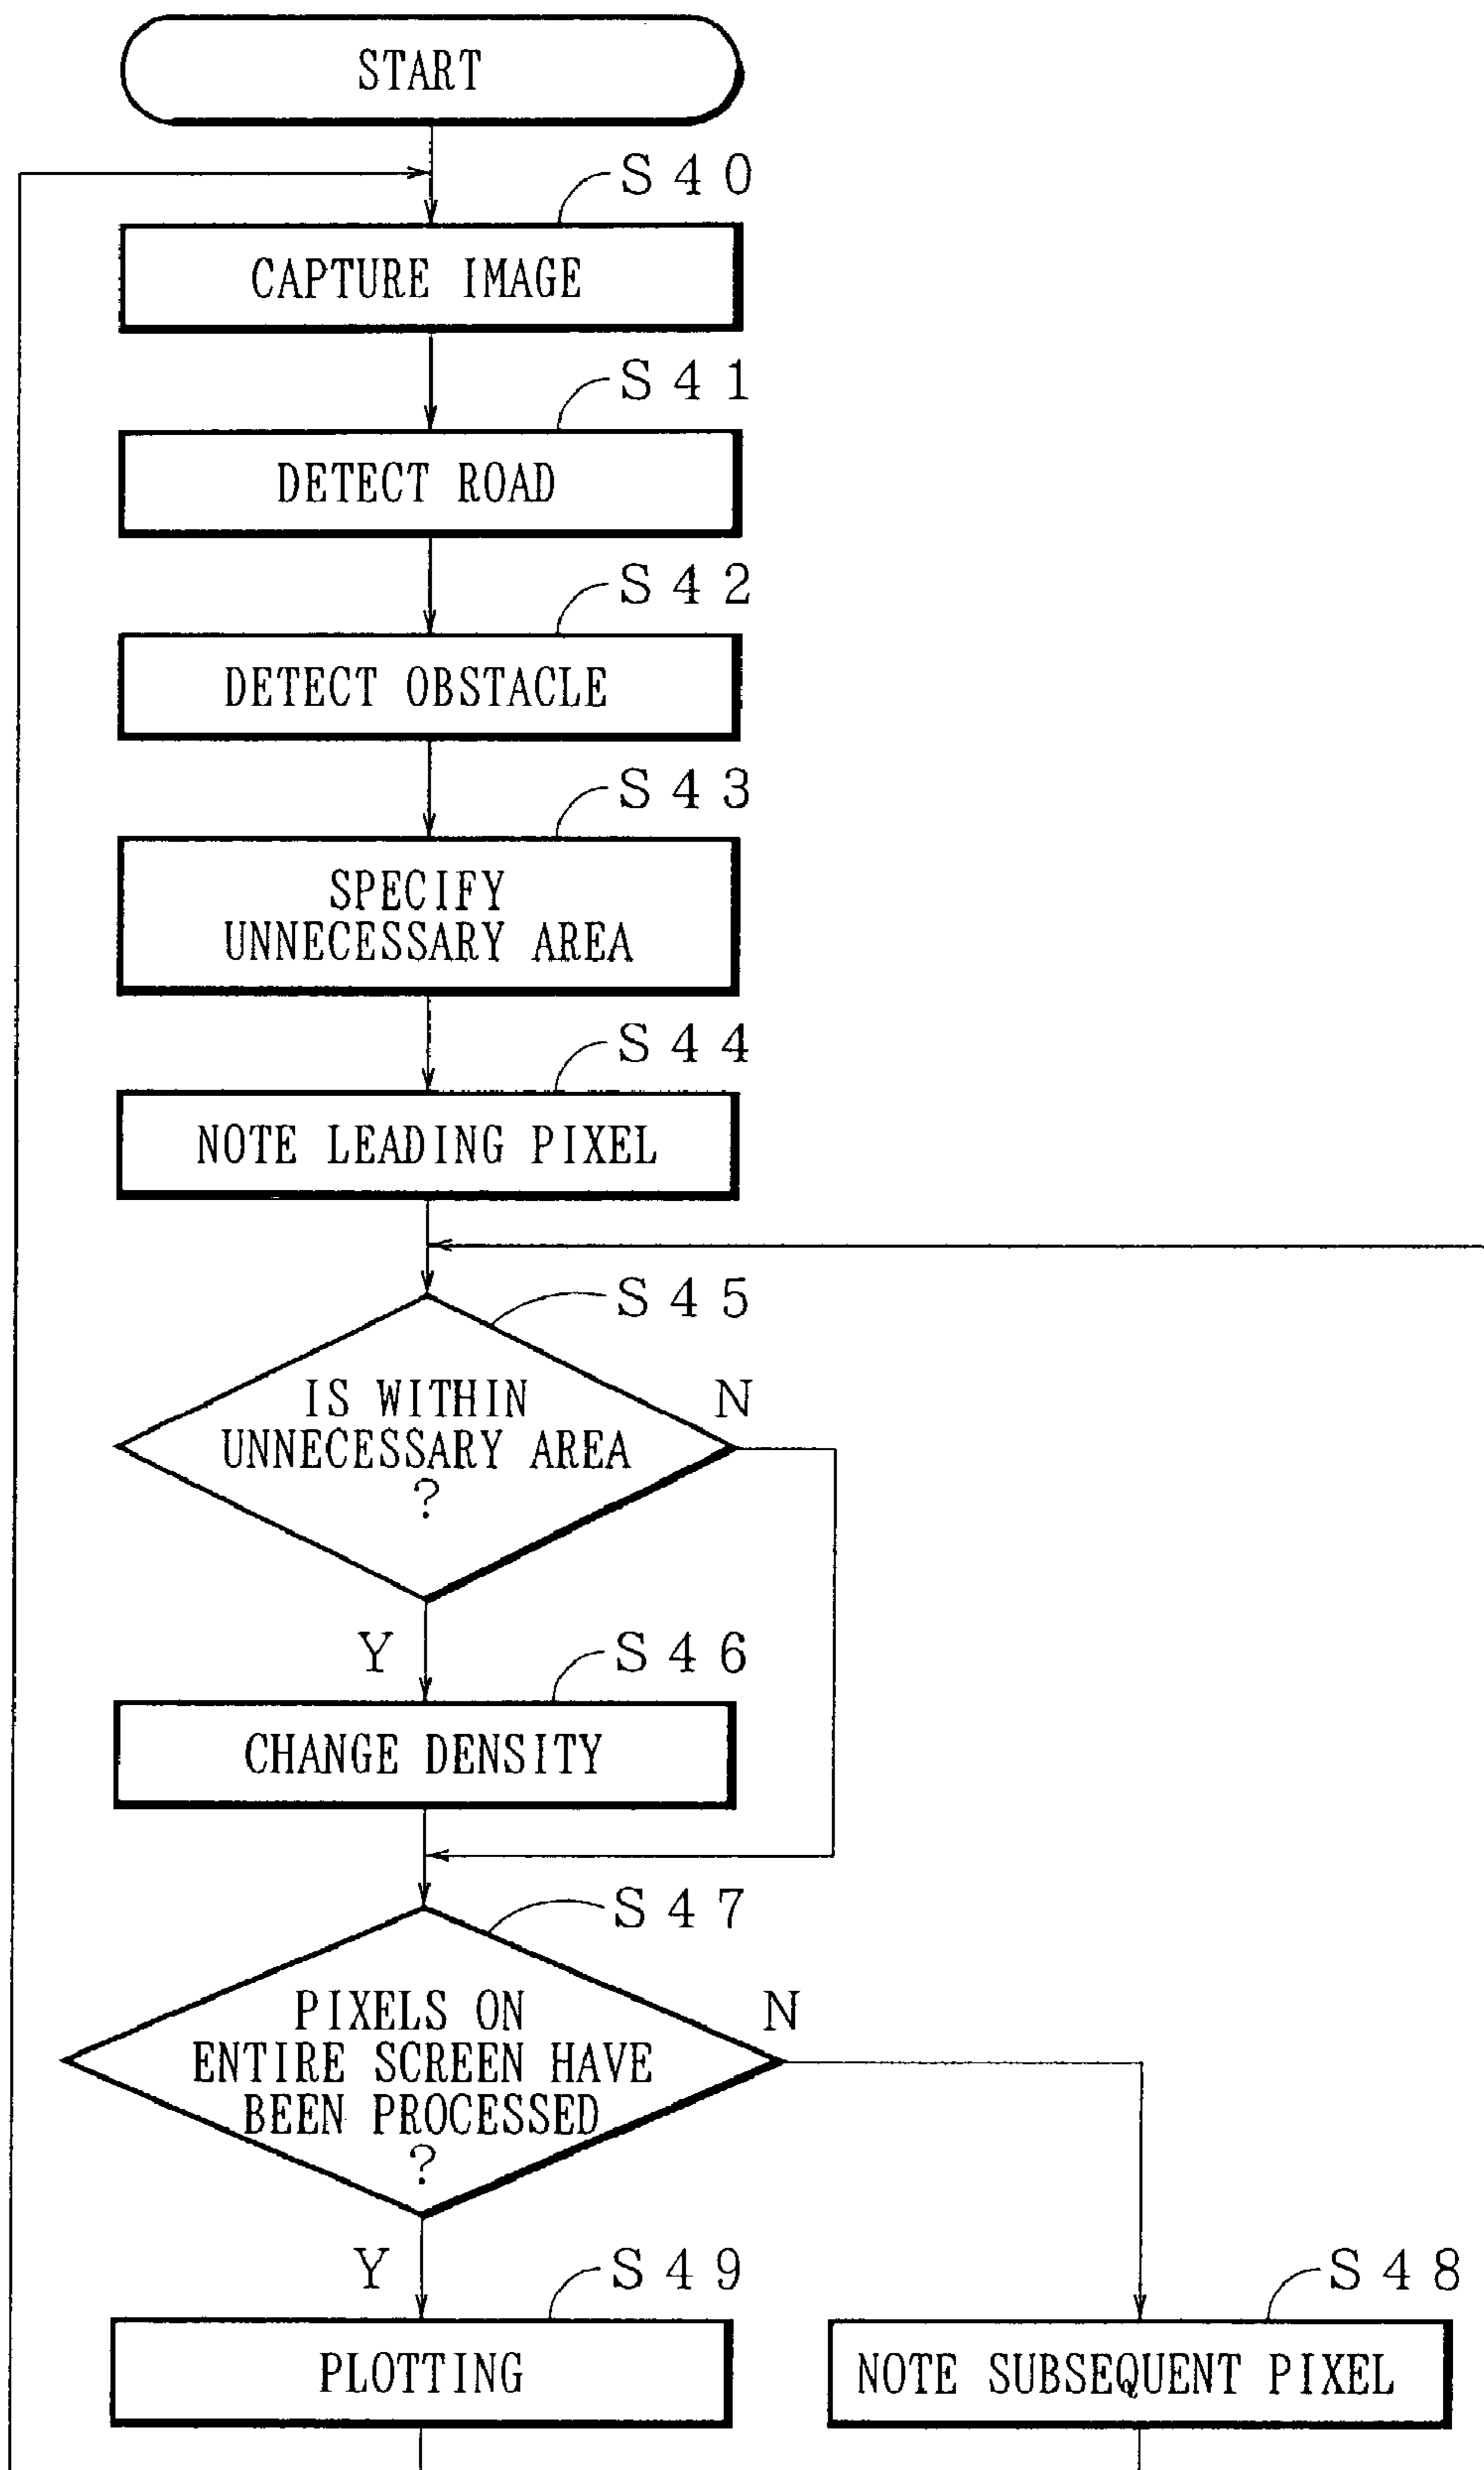 START
S40
CAPTURE IMAGE
S41
DETECT ROAD
S42
DETECT OBSTACLE
S43
SPECIFY
UNNECESSARY AREA
S44
NOTE LEADING PIXEL
S45
IS WITHIN
UNNECESSARY AREA
?
N
Y
S46
CHANGE DENSITY
S47
PIXELS ON
ENTIRE SCREEN HAVE
BEEN PROCESSED
?
N
Y
S49
PLOTTING
S48
NOTE SUBSEQUENT PIXEL